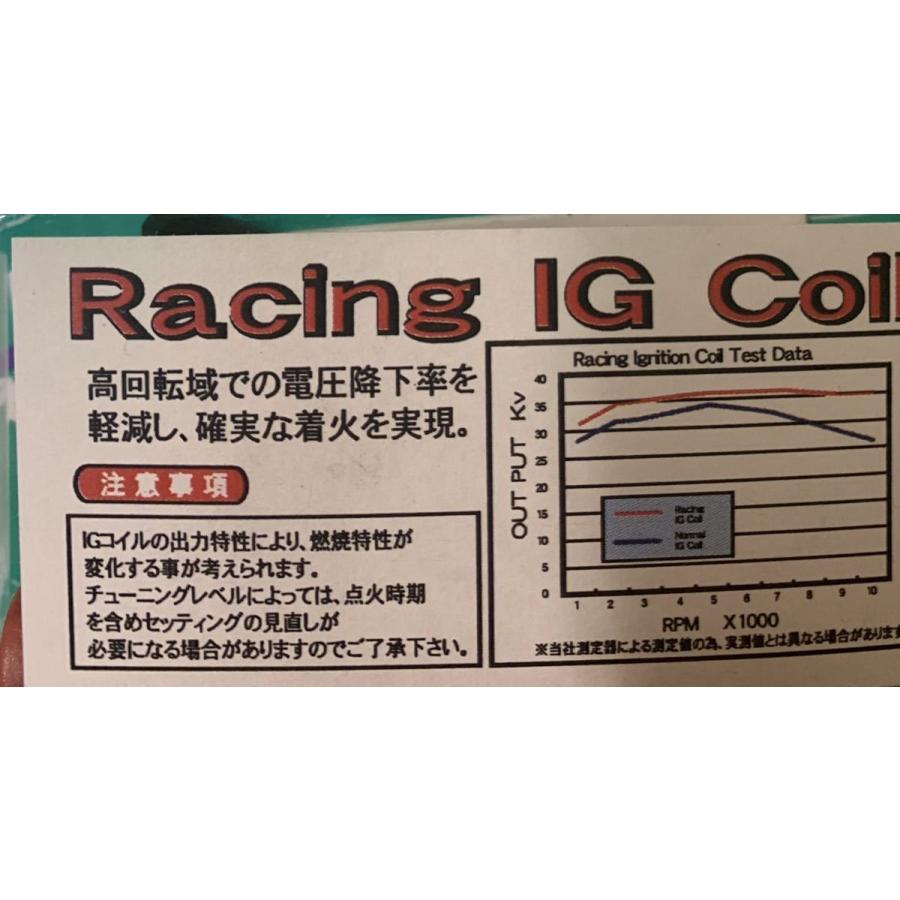 Racing IG Coil
高回転域での電圧降下率を
軽減し、確実な着火を実現。
注意事項
IGコイルの出力特性により、燃焼特性が
変化する事が考えられます。
チューニングレベルによっては、点火時期
を含めセッティングの見直しが
必要になる場合がありますのでご了承下さい。
Racing Ignition Coil Test Data
OUT PUT Kv
40
35
30
25
20
15
10
5
0
Racing
IG Coil
Normal
IG Coil
1 2 3 4 5 6 7 8 9 10
RPM X1000
※当社測定器による測定値の為、実測値とは異なる場合があります